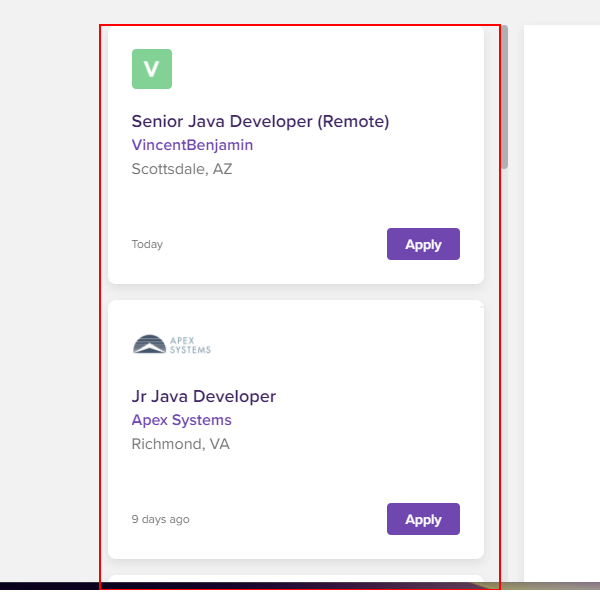 V
Senior Java Developer (Remote)
VincentBenjamin
Scottsdale, AZ
Today
Apply
APEX
SYSTEMS
Jr Java Developer
Apex Systems
Richmond, VA
9 days ago
Apply